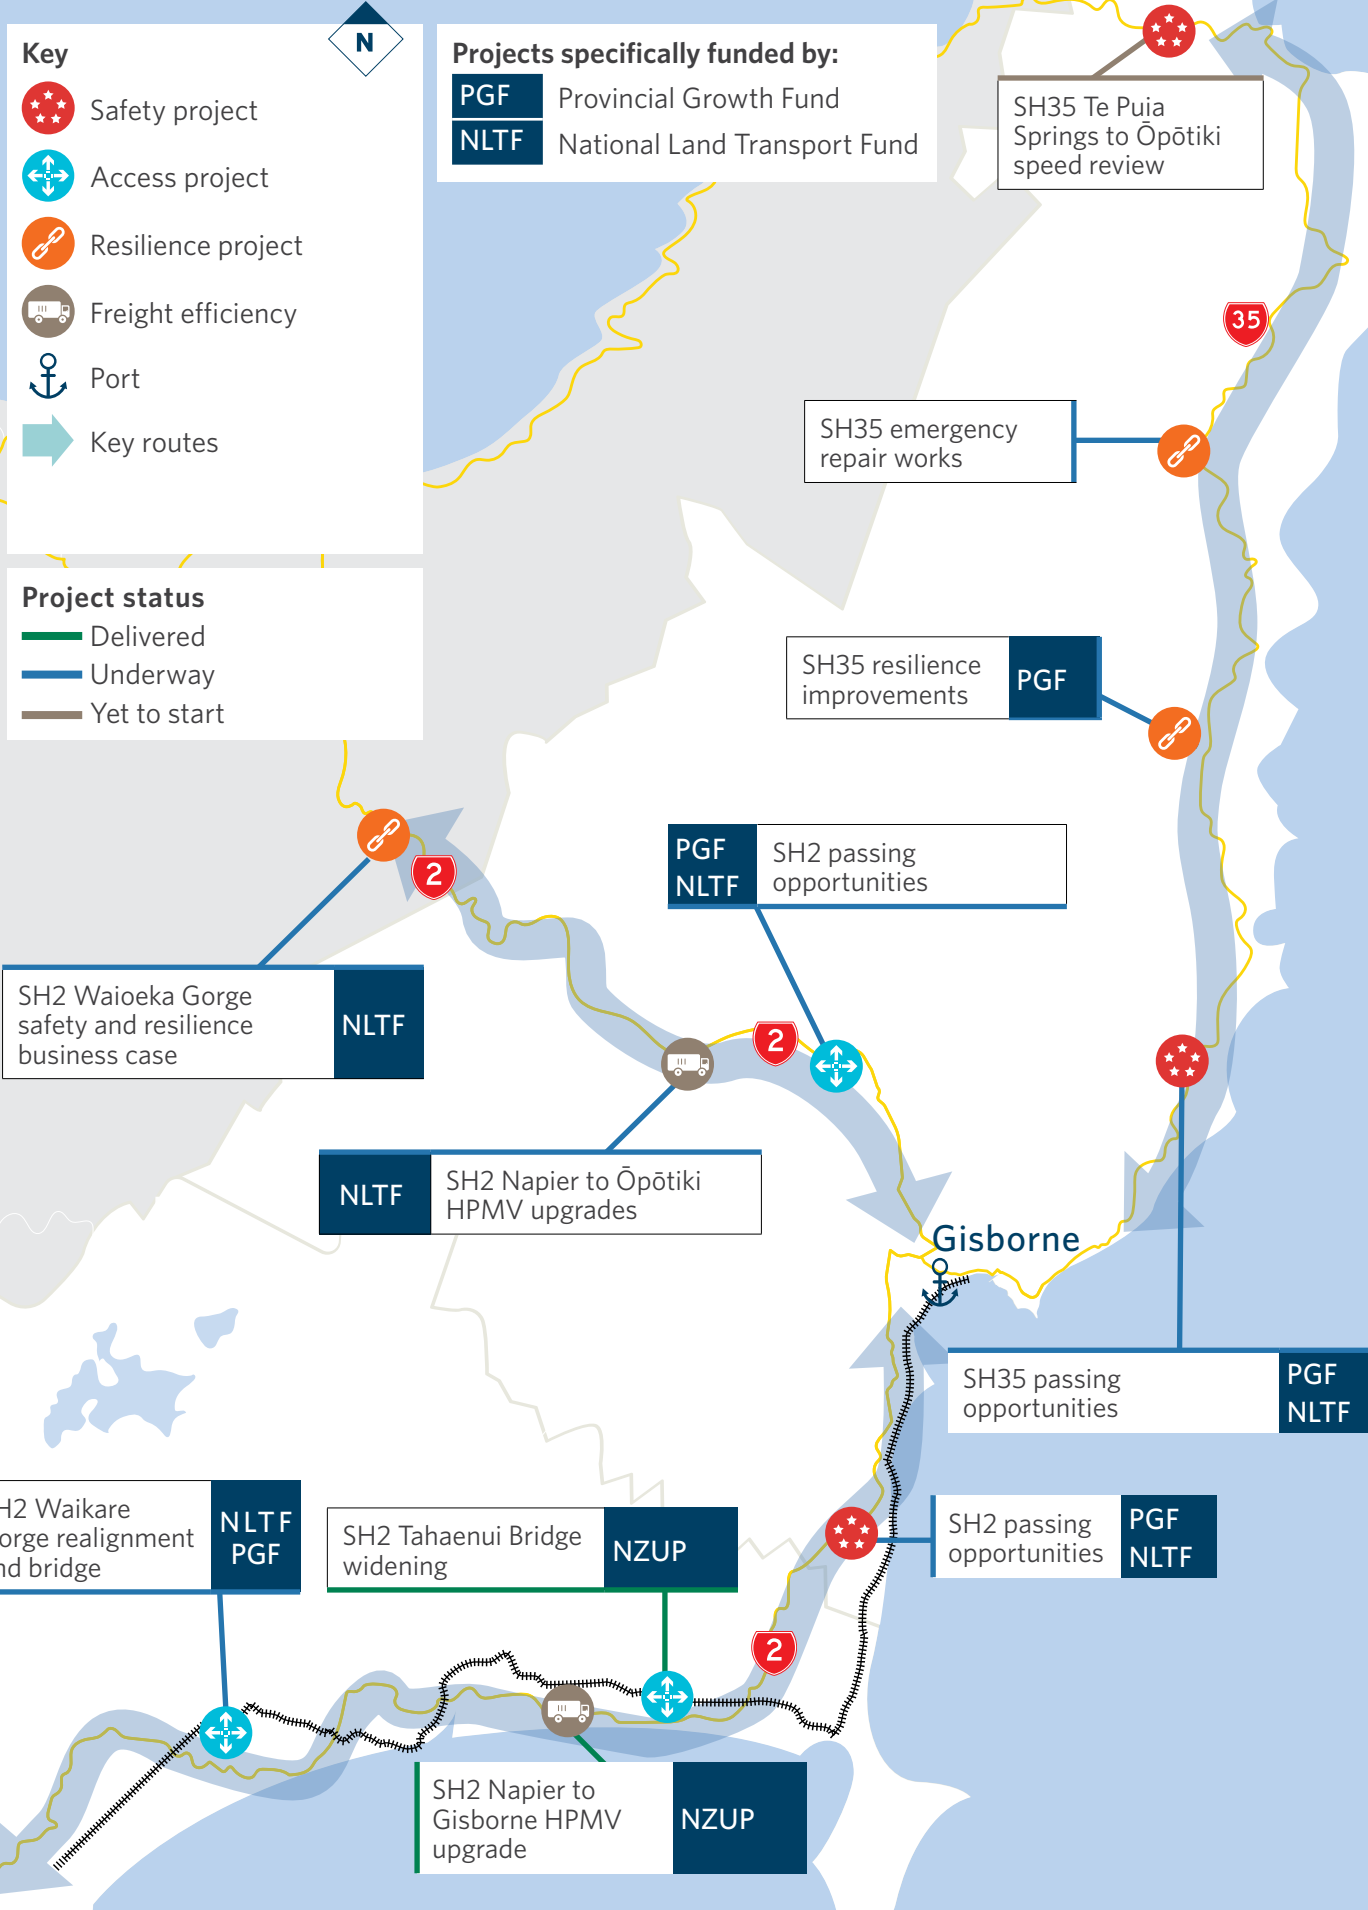 Key
N
Safety project
Access project
Resilience project
Freight efficiency
Port
Key routes
Projects specifically funded by:
PGF Provincial Growth Fund
NLTF National Land Transport Fund
Project status
Delivered
Underway
Yet to start
SH35 Te Puia
Springs to Ōpōtiki
speed review
35
SH35 emergency
repair works
SH35 resilience
improvements
PGF
2
PGF
NLTF
SH2 passing
opportunities
SH2 Waioeka Gorge
safety and resilience
business case
NLTF
2
NLTF
SH2 Napier to Ōpōtiki
HPMV upgrades
Gisborne
SH35 passing
opportunities
PGF
NLTF
H2 Waikare
orge realignment
nd bridge
NLTF
PGF
SH2 Tahaenui Bridge
widening
NZUP
SH2 passing
opportunities
PGF
NLTF
2
SH2 Napier to
Gisborne HPMV
upgrade
NZUP